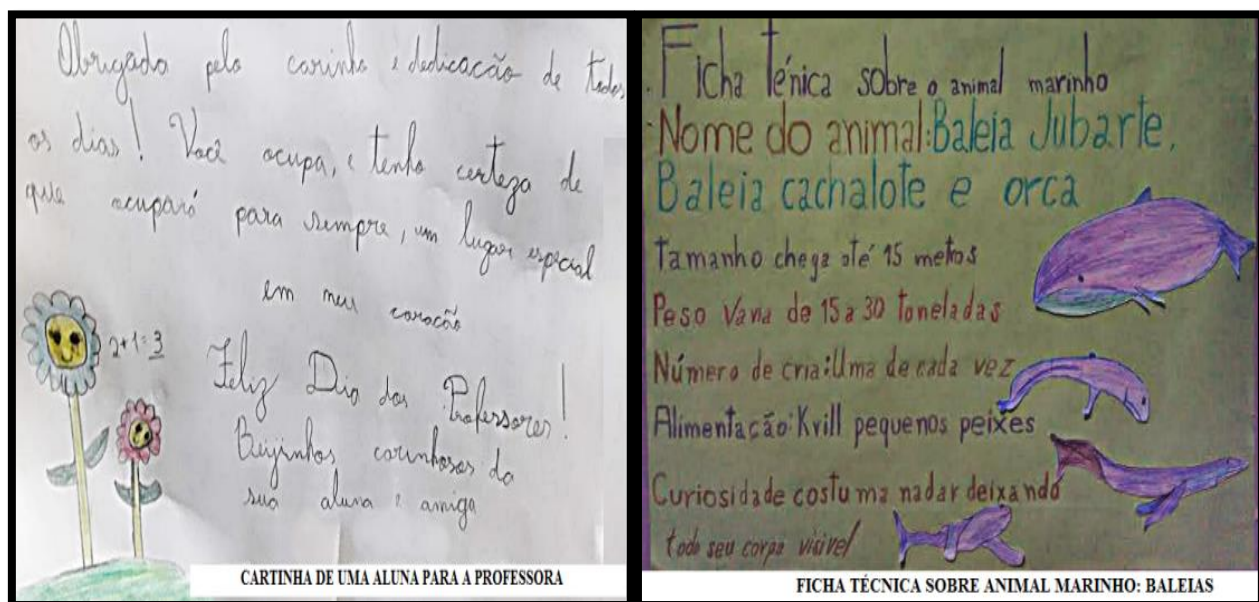 Obrigada pelo carinho e dedicação de todos
os dias! Você ocupa, e tenho certeza de
que ocupará para sempre, um lugar especial
em meu coração
2+1=3
Feliz Dia dos Professores!
Beijinhos carinhosos da
sua aluna e amiga
CARTINHA DE UMA ALUNA PARA A PROFESSORA
Ficha ténica sobre o animal marinho
Nome do animal: Baleia Jubarte,
Baleia cachalote e orca
Tamanho chega até 15 metros
Peso Varia de 15 a 30 toneladas
Número de cria: Uma de cada vez
Alimentação: Krill pequenos peixes
Curiosidade costuma nadar deixando
todo seu corpo visivel
FICHA TÉCNICA SOBRE ANIMAL MARINHO: BALEIAS